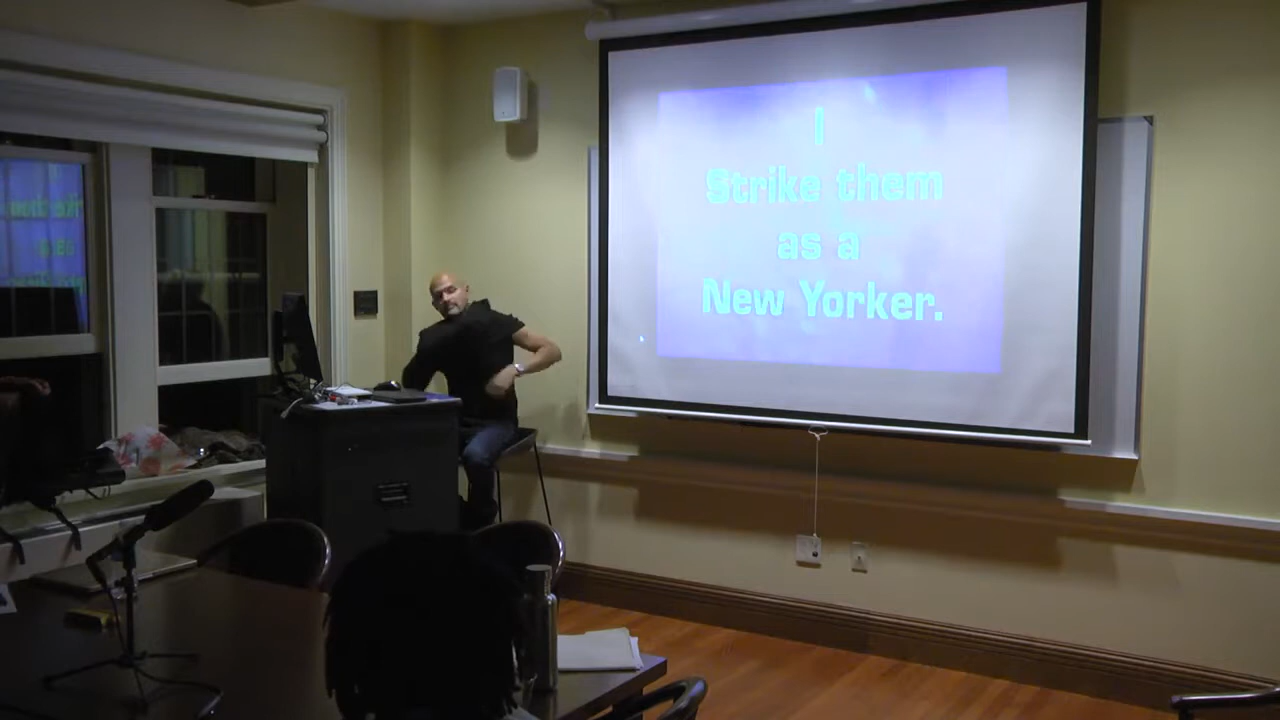 I
Strike them
as a
New Yorker.